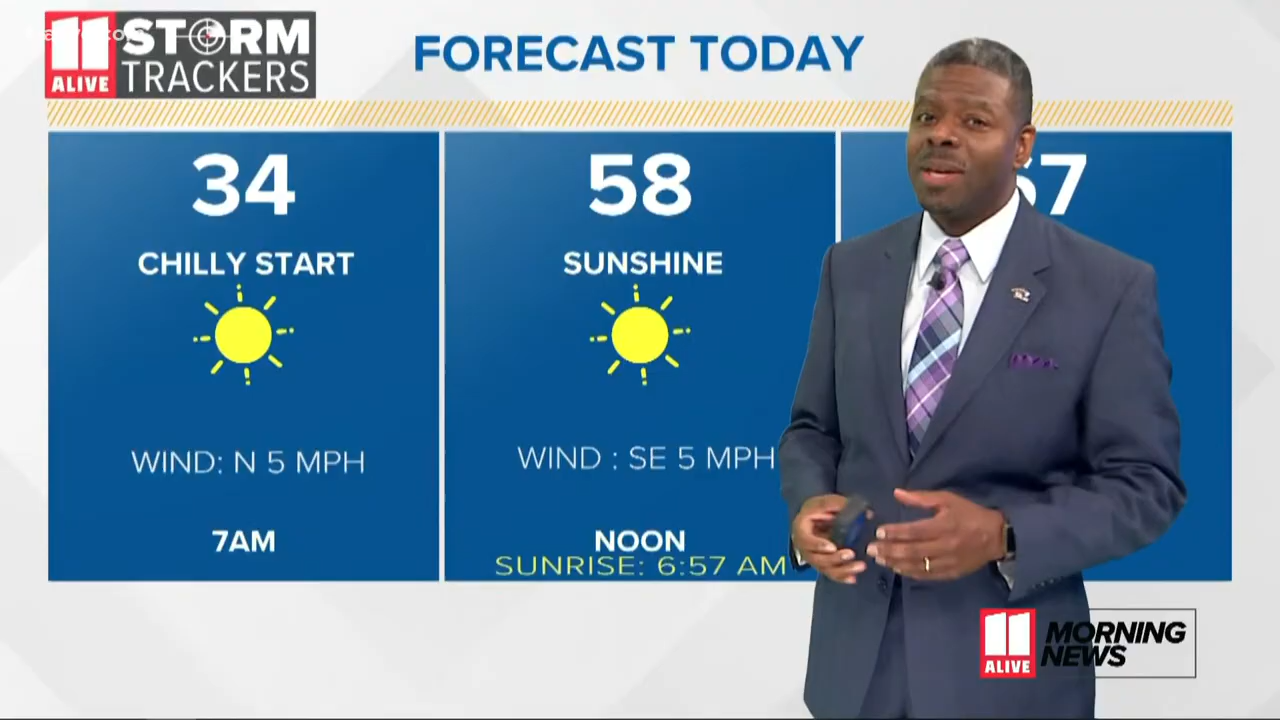 11 ALIVE
STORM
TRACKERS
FORECAST TODAY
34
CHILLY START
WIND: N 5 MPH
7AM
58
SUNSHINE
WIND : SE 5 MPH
NOON
SUNRISE: 6:57 AM
11 ALIVE
MORNING
NEWS